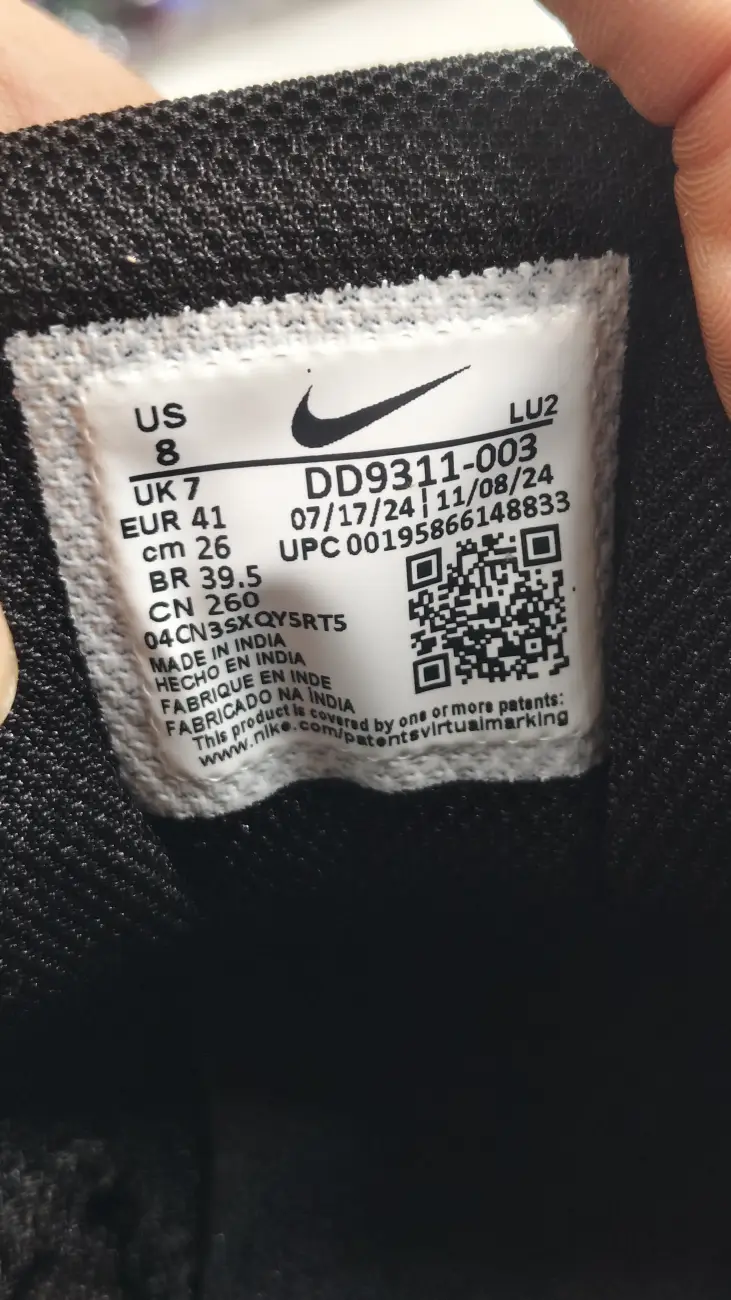 US
8
LU2
DD9311-003
UK 7
07/17/24 | 11/08/24
EUR 41
UPC 00195866148833
cm 26
BR 39.5
CN 260
04CN3SXQY5RT5
MADE IN INDIA
HECHO EN INDIA
FABRIQUE EN INDE
FABRICADO NA ÍNDIA
This product is covered by one or more patents:
www.nike.com/patentsvirtualmarking